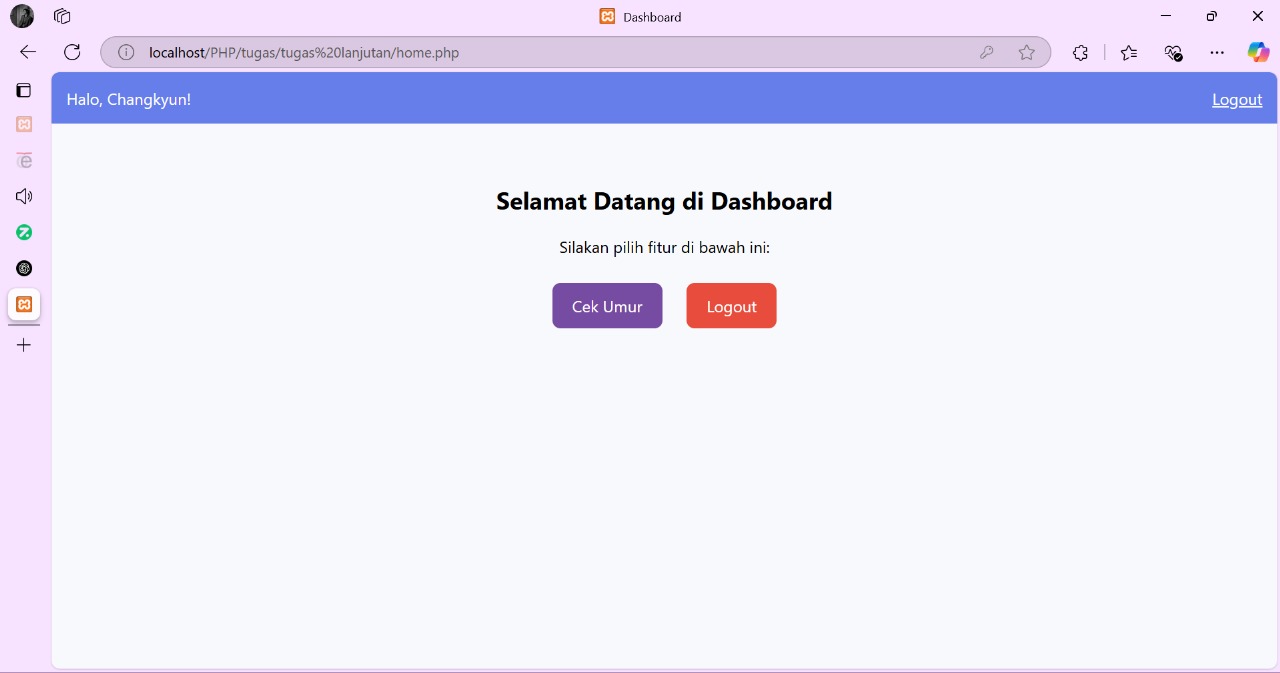 Dashboard
localhost/PHP/tugas/tugas%20lanjutan/home.php
Halo, Changkyun!
Logout
Selamat Datang di Dashboard
Silakan pilih fitur di bawah ini:
Cek Umur
Logout